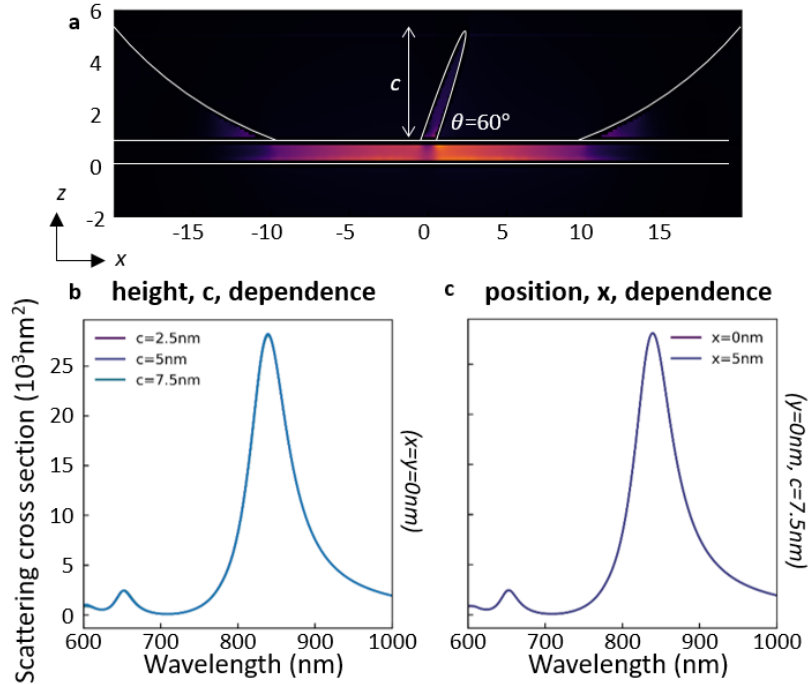 a
6
4
2
0
-2
c
θ=60°
z
x
-15 -10 -5 0 5 10 15
b height, c, dependence
c position, x, dependence
Scattering cross section (10³nm²)
25
20
15
10
5
0
c=2.5nm
c=5nm
c=7.5nm
(x=y=0nm)
600 700 800 900 1000
Wavelength (nm)
x=0nm
x=5nm
(y=0nm, c=7.5nm)
600 700 800 900 1000
Wavelength (nm)